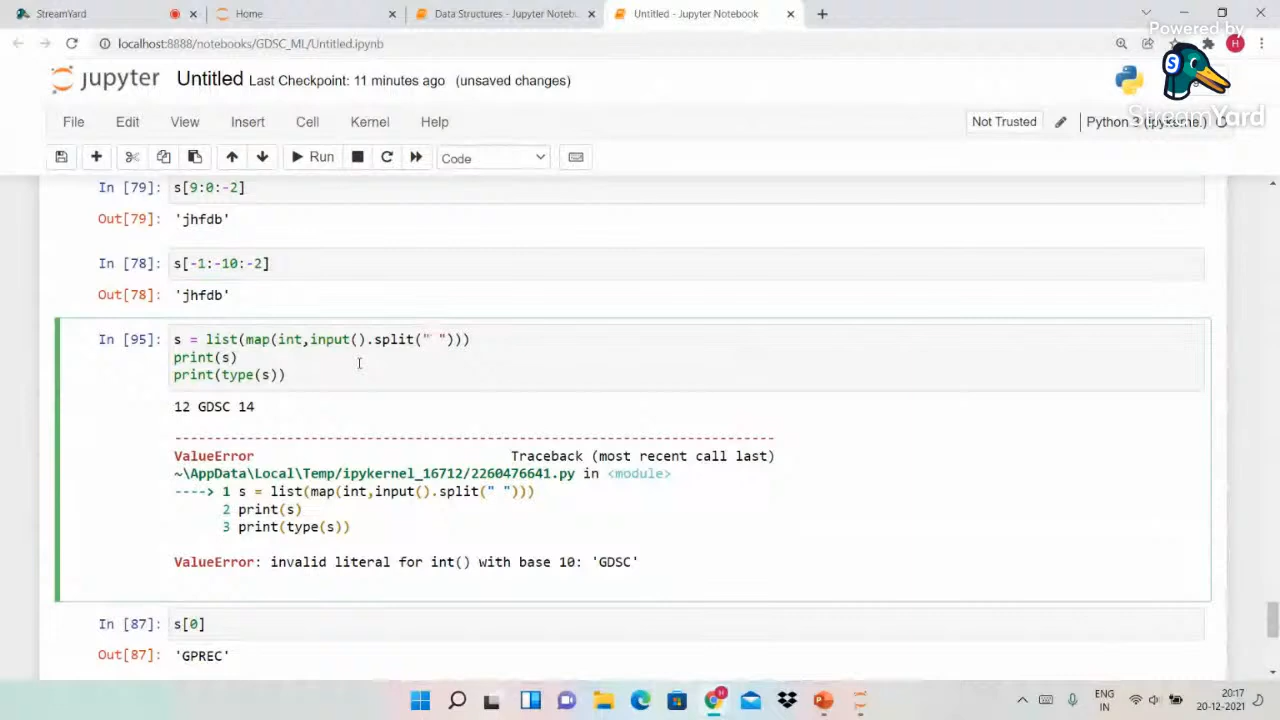 StreamYard
Home
Data Structures - Jupyter Noteb
Untitled - Jupyter Notebook
localhost:8888/notebooks/GDSC_ML/Untitled.ipynb
H
Powered by
S
StreamYard
jupyter Untitled Last Checkpoint: 11 minutes ago (unsaved changes)
File Edit View Insert Cell Kernel Help
Not Trusted Python 3 (ipykerne.)
Run Code
In [79]: s[9:0:-2]
Out[79]: 'jhfdb'
In [78]: s[-1:-10:-2]
Out[78]: 'jhfdb'
In [95]: s = list(map(int,input().split(" ")))
print(s)
print(type(s))
12 GDSC 14
---------------------------------------------------------------------------
ValueError Traceback (most recent call last)
~\AppData\Local\Temp/ipykernel_16712/2260476641.py in <module>
----> 1 s = list(map(int,input().split(" ")))
2 print(s)
3 print(type(s))
ValueError: invalid literal for int() with base 10: 'GDSC'
In [87]: s[0]
Out[87]: 'GPREC'
ENG
IN
20:17
20-12-2021